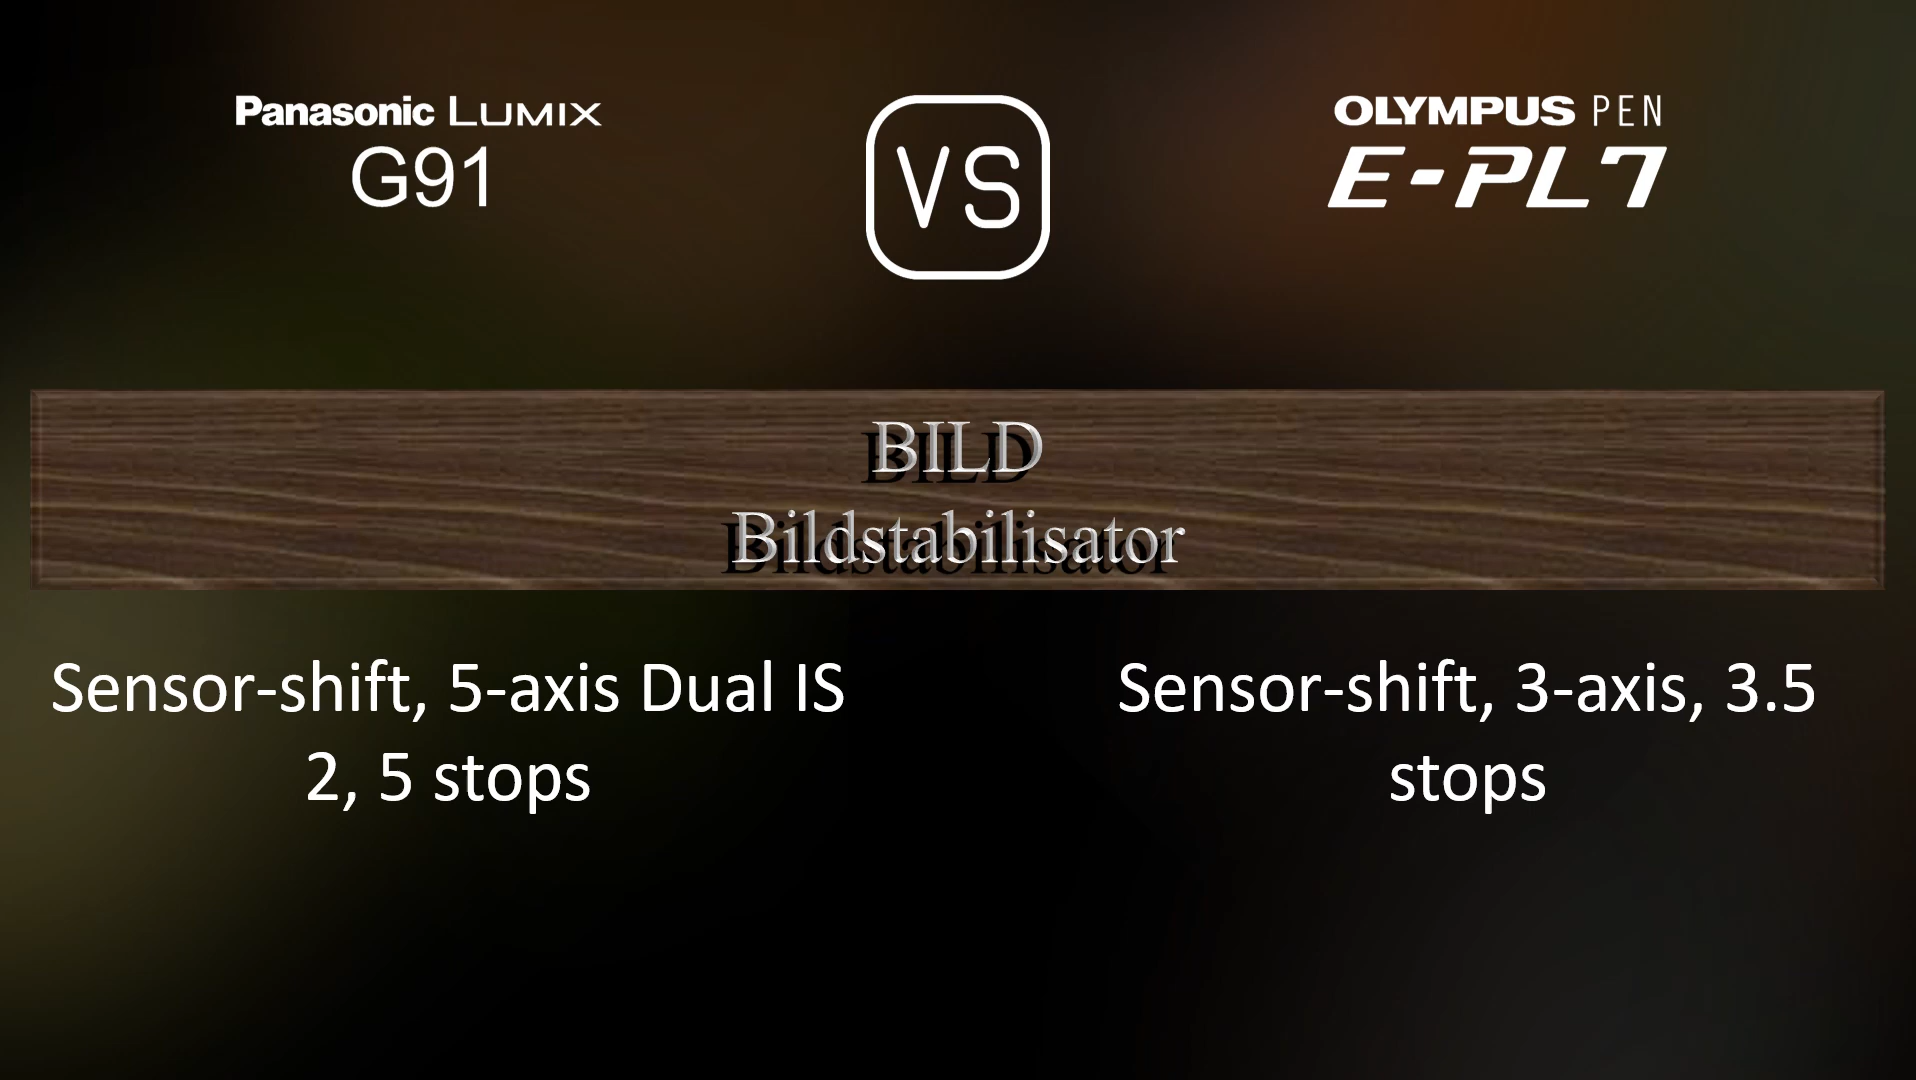 Panasonic LUMIX
G91
VS
OLYMPUS PEN
E-PL7
BILD
Bildstabilisator
Sensor-shift, 5-axis Dual IS
2, 5 stops
Sensor-shift, 3-axis, 3.5
stops